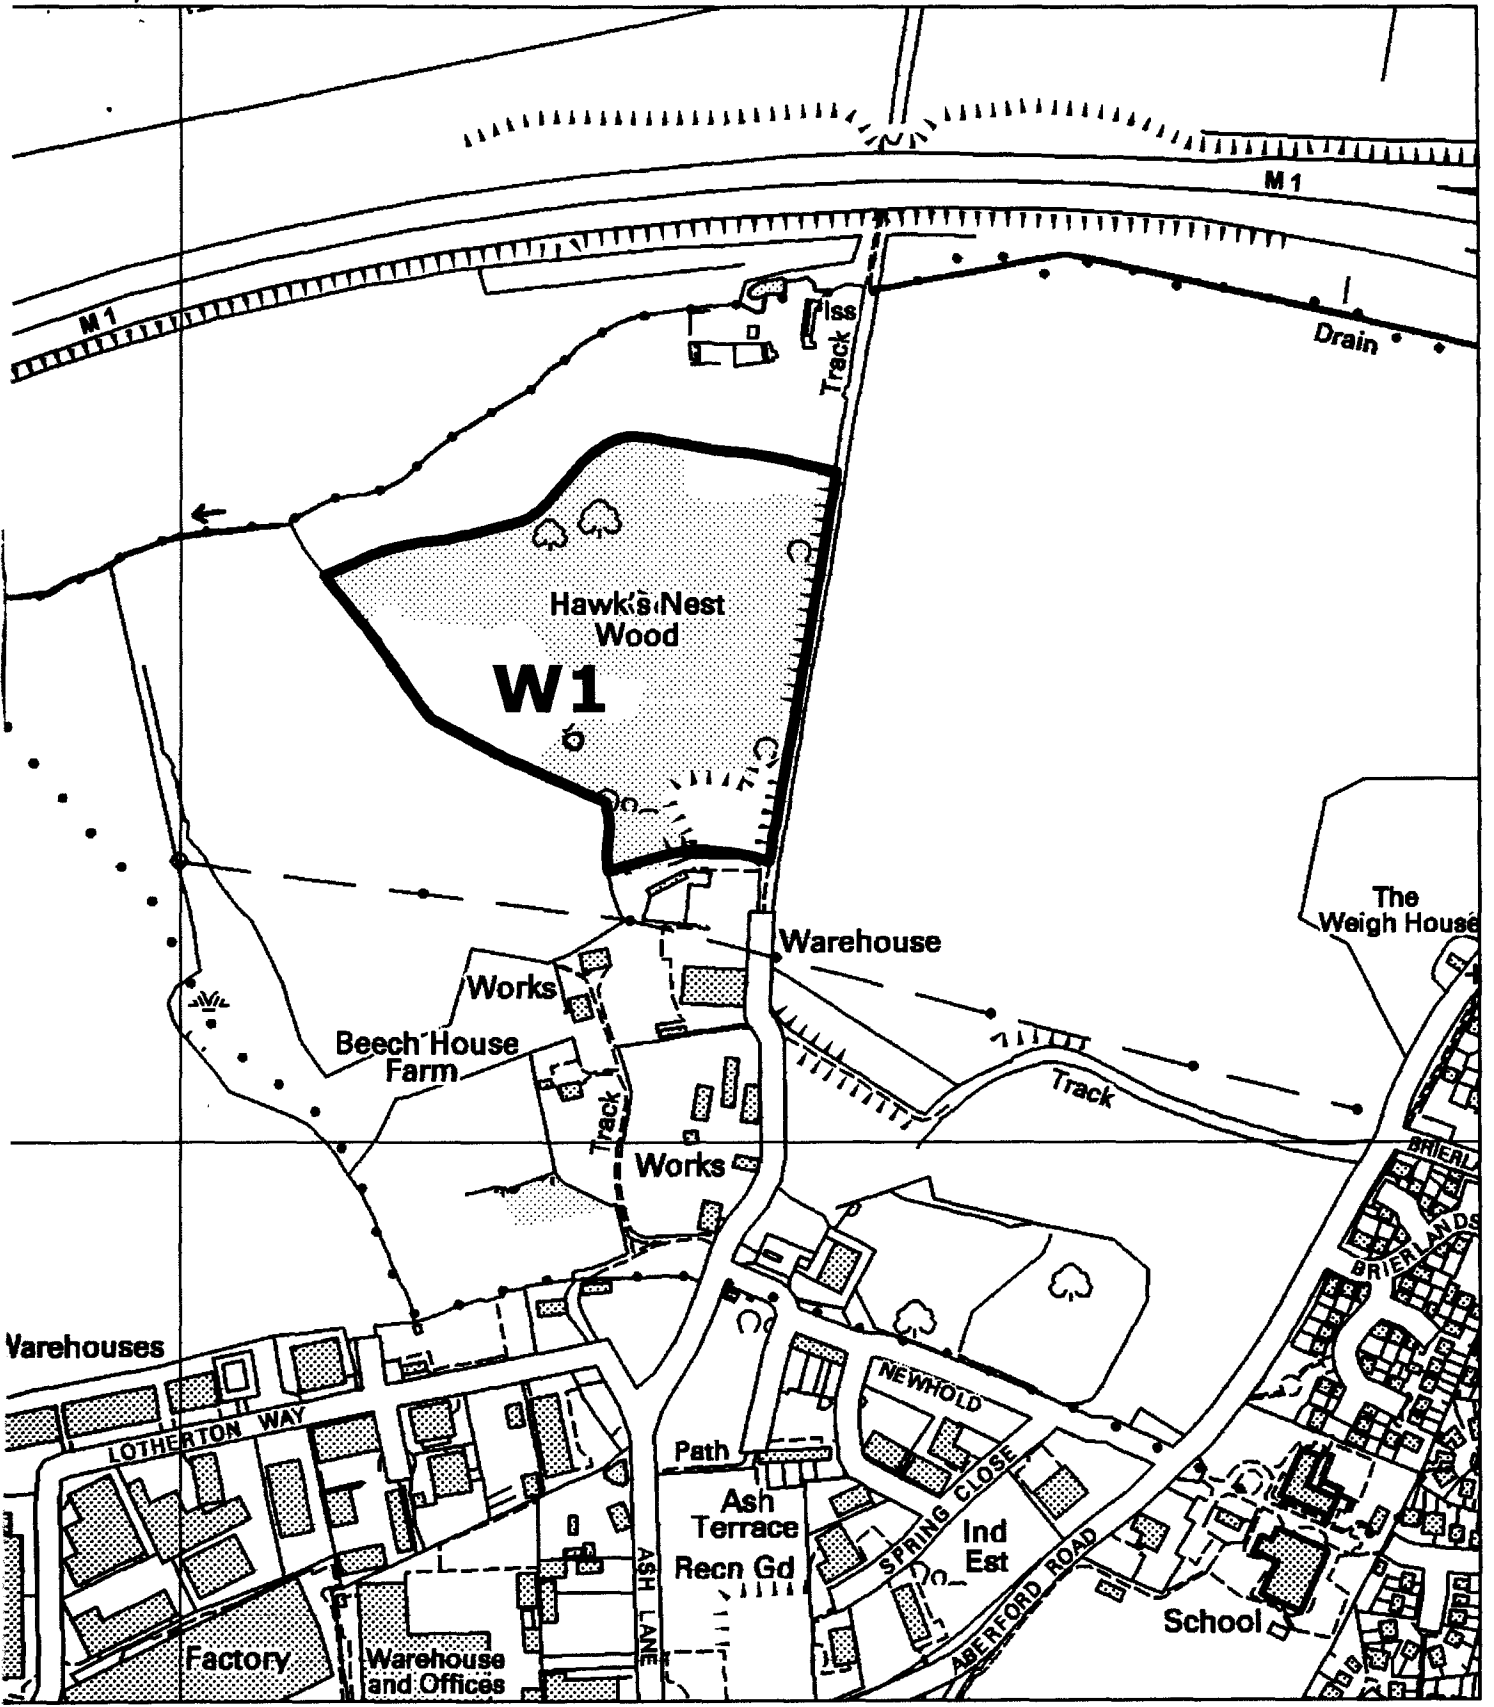 M 1
M 1
Iss
Track
Drain
Hawk's Nest
Wood
W1
The
Weigh House
Warehouse
Works
Beech House
Farm
Track
Track
Works
BRIERLANDS
Warehouses
NEWHOLD
LOTHERTON WAY
Path
SPRING CLOSE
Ash
Terrace
Recn Gd
Ind
Est
ASH LANE
ABERFORD ROAD
School
Factory
Warehouse
and Offices